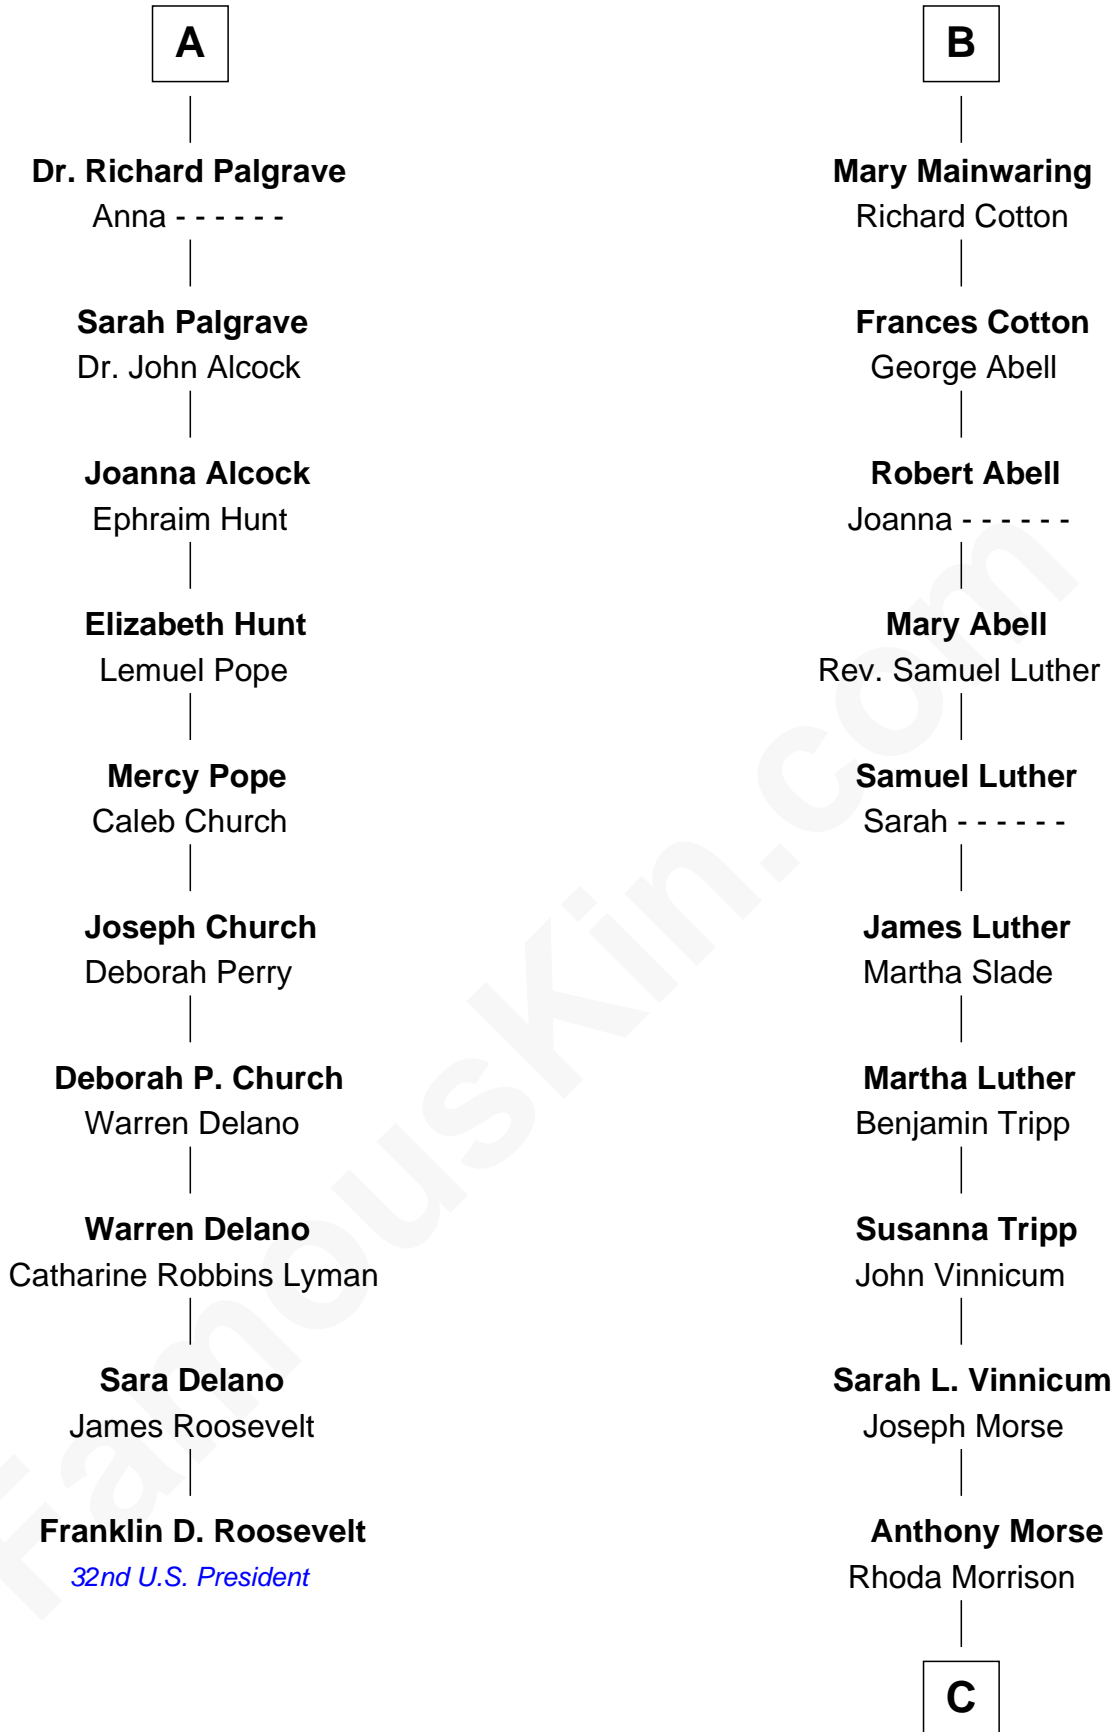 A
Dr. Richard Palgrave
Anna - - - - - -
Sarah Palgrave
Dr. John Alcock
Joanna Alcock
Ephraim Hunt
Elizabeth Hunt
Lemuel Pope
Mercy Pope
Caleb Church
Joseph Church
Deborah Perry
Deborah P. Church
Warren Delano
Warren Delano
Catharine Robbins Lyman
Sara Delano
James Roosevelt
Franklin D. Roosevelt
32nd U.S. President
B
Mary Mainwaring
Richard Cotton
Frances Cotton
George Abell
Robert Abell
Joanna - - - - - -
Mary Abell
Rev. Samuel Luther
Samuel Luther
Sarah - - - - - -
James Luther
Martha Slade
Martha Luther
Benjamin Tripp
Susanna Tripp
John Vinnicum
Sarah L. Vinnicum
Joseph Morse
Anthony Morse
Rhoda Morrison
C
FamousKin.com